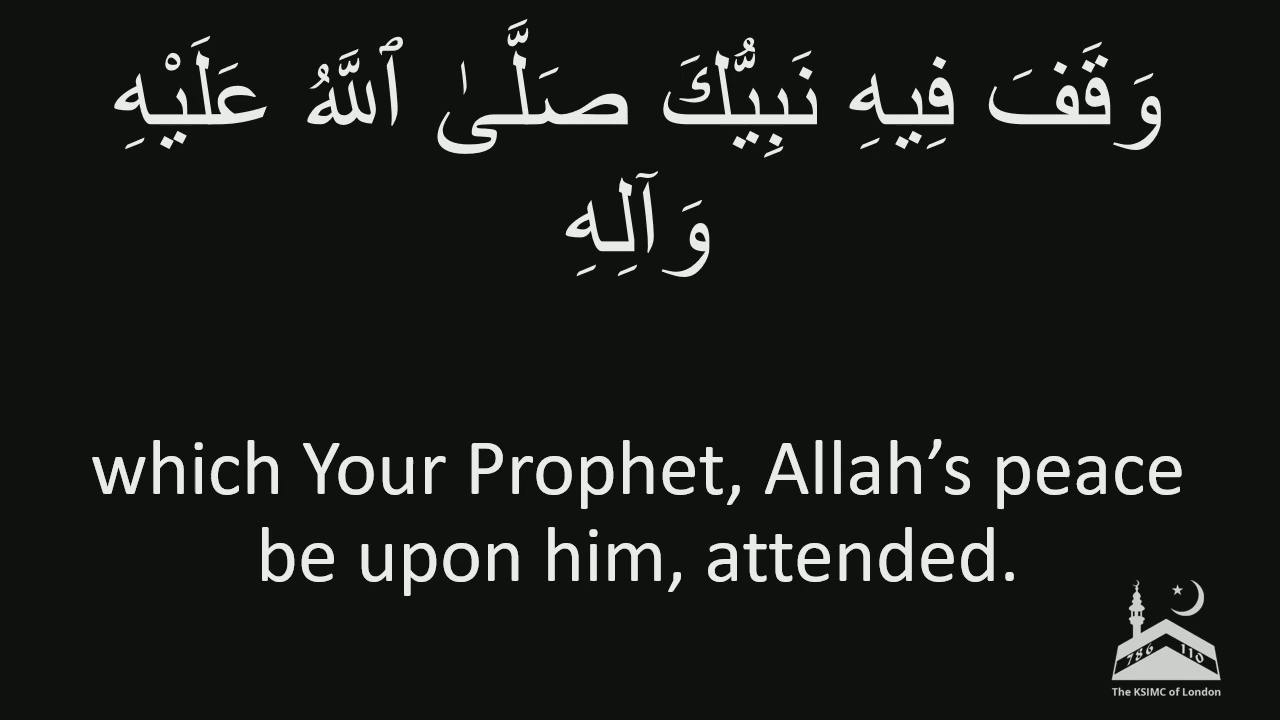 وَقَفَ فِيهِ نَبِيُّكَ صَلَّىٰ ٱللَّهُ عَلَيْهِ
وَآلِهِ
which Your Prophet, Allah’s peace
be upon him, attended.
786 110
The KSIMC of London